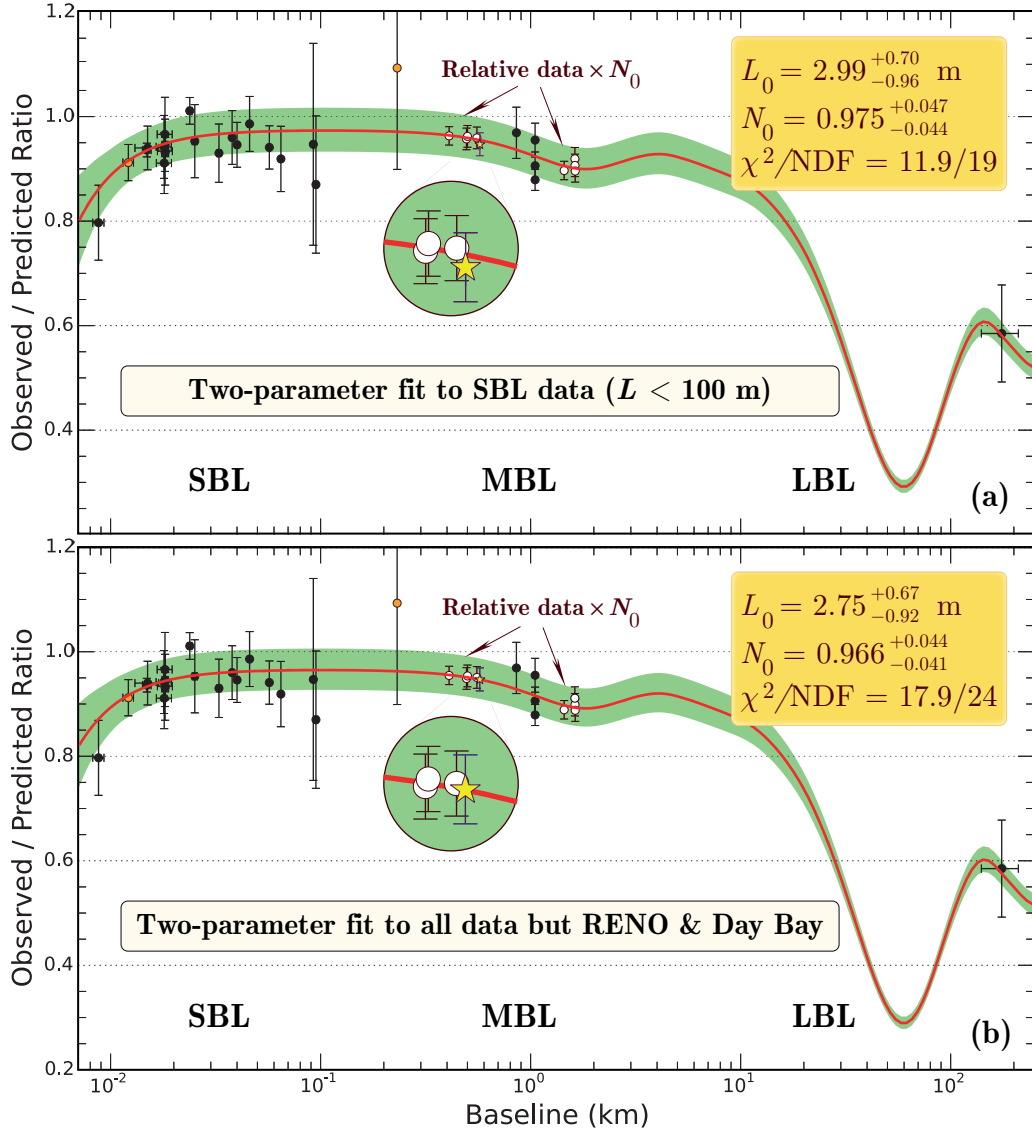 1.2
1.0
0.8
0.6
0.4
Observed / Predicted Ratio
Relative data × N₀
L₀ = 2.99 +0.70 −0.96 m
N₀ = 0.975 +0.047 −0.044
χ²/NDF = 11.9/19
Two-parameter fit to SBL data (L < 100 m)
SBL MBL LBL
(a)
1.2
1.0
0.8
0.6
0.4
0.2
Observed / Predicted Ratio
Relative data × N₀
L₀ = 2.75 +0.67 −0.92 m
N₀ = 0.966 +0.044 −0.041
χ²/NDF = 17.9/24
Two-parameter fit to all data but RENO & Day Bay
SBL MBL LBL
(b)
10⁻² 10⁻¹ 10⁰ 10¹ 10²
Baseline (km)